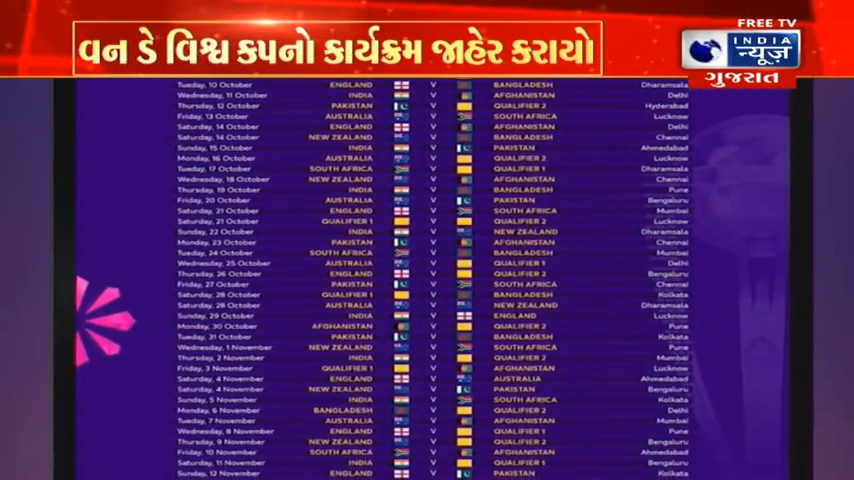 FREE TV
વન ડે વિશ્વ કપનો કાર્યક્રમ જાહેર કરાયો
INDIA
न्यूज़
ગુજરાત
Tueday, 10 October ENGLAND V BANGLADESH Dharamsala
Wednesday, 11 October INDIA V AFGHANISTAN Delhi
Thursday, 12 October PAKISTAN V QUALIFIER 2 Hyderabad
Friday, 13 October AUSTRALIA V SOUTH AFRICA Lucknow
Saturday, 14 October ENGLAND V AFGHANISTAN Delhi
Saturday, 14 October NEW ZEALAND V BANGLADESH Chennai
Sunday, 15 October INDIA V PAKISTAN Ahmedabad
Monday, 16 October AUSTRALIA V QUALIFIER 2 Lucknow
Tuesday, 17 October SOUTH AFRICA V QUALIFIER 1 Dharamsala
Wednesday, 18 October NEW ZEALAND V AFGHANISTAN Chennai
Thursday, 19 October INDIA V BANGLADESH Pune
Friday, 20 October AUSTRALIA V PAKISTAN Bengaluru
Saturday, 21 October ENGLAND V SOUTH AFRICA Mumbai
Saturday, 21 October QUALIFIER 1 V QUALIFIER 2 Lucknow
Sunday, 22 October INDIA V NEW ZEALAND Dharamsala
Monday, 23 October PAKISTAN V AFGHANISTAN Chennai
Tuesday, 24 October SOUTH AFRICA V BANGLADESH Mumbai
Wednesday, 25 October AUSTRALIA V QUALIFIER 1 Delhi
Thursday, 26 October ENGLAND V QUALIFIER 2 Bengaluru
Friday, 27 October PAKISTAN V SOUTH AFRICA Chennai
Saturday, 28 October QUALIFIER 1 V BANGLADESH Kolkata
Saturday, 28 October AUSTRALIA V NEW ZEALAND Dharamsala
Sunday, 29 October INDIA V ENGLAND Lucknow
Monday, 30 October AFGHANISTAN V QUALIFIER 2 Pune
Tuesday, 31 October PAKISTAN V BANGLADESH Kolkata
Wednesday, 1 November NEW ZEALAND V SOUTH AFRICA Pune
Thursday, 2 November INDIA V QUALIFIER 2 Mumbai
Friday, 3 November QUALIFIER 1 V AFGHANISTAN Lucknow
Saturday, 4 November ENGLAND V AUSTRALIA Ahmedabad
Saturday, 4 November NEW ZEALAND V PAKISTAN Bengaluru
Sunday, 5 November INDIA V SOUTH AFRICA Kolkata
Monday, 6 November BANGLADESH V QUALIFIER 2 Delhi
Tuesday, 7 November AUSTRALIA V AFGHANISTAN Mumbai
Wednesday, 8 November ENGLAND V QUALIFIER 1 Pune
Thursday, 9 November NEW ZEALAND V QUALIFIER 2 Bengaluru
Friday, 10 November SOUTH AFRICA V AFGHANISTAN Ahmedabad
Saturday, 11 November INDIA V QUALIFIER 1 Bengaluru
Sunday, 12 November ENGLAND V PAKISTAN Kolkata